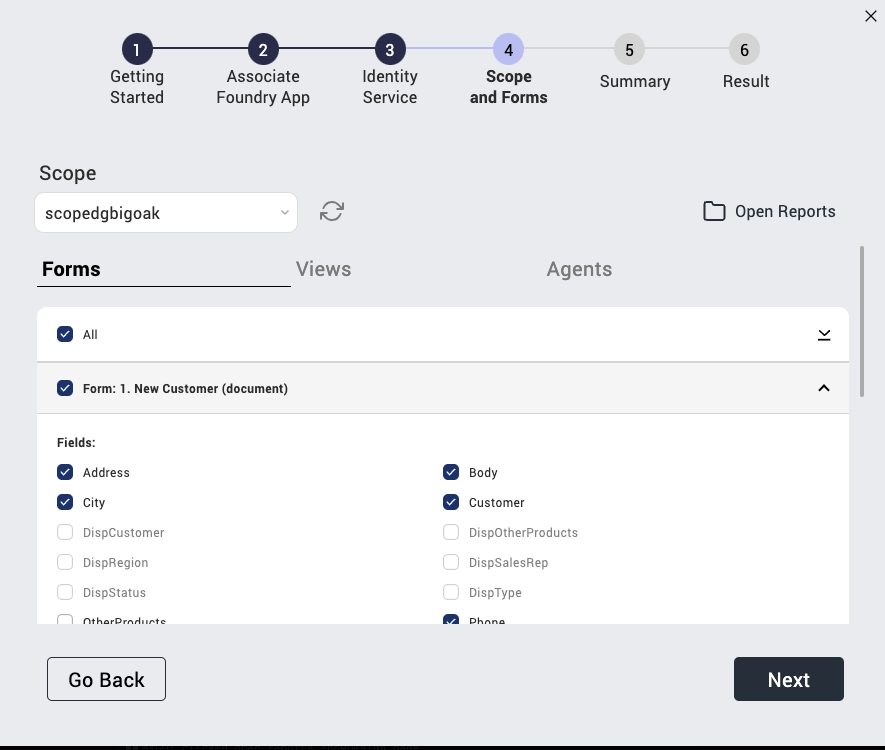 1 2 3 4 5 6
Getting Associate Identity Scope Summary Result
Started Foundry App Service and Forms
Scope
scopedgbigoak Open Reports
Forms Views Agents
All
Form: 1. New Customer (document)
Fields:
Address Body
City Customer
DispCustomer DispOtherProducts
DispRegion DispSalesRep
DispStatus DispType
OtherProducts Phone
Go Back Next